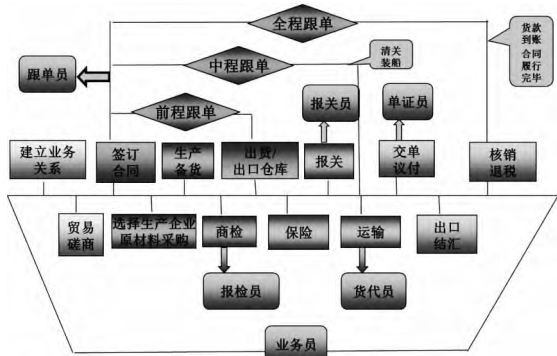 全程跟单
货款
到账
合同
履行
完毕
中程跟单
清关
装船
跟单员
前程跟单
报关员
单证员
建立业务
关系
签订
合同
生产
备货
出货/
出口仓库
报关
交单
议付
核销
退税
贸易
磋商
选择生产企业
原材料采购
商检
保险
运输
出口
结汇
报检员
货代员
业务员